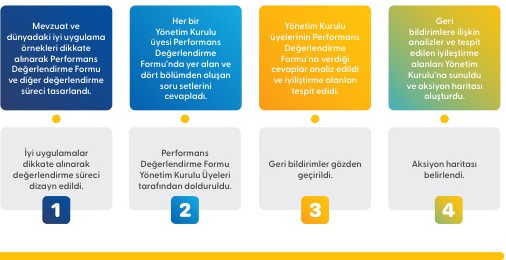 Mevzuat ve
dünyadaki iyi uygulama
örnekleri dikkate
alınarak Performans
Değerlendirme Formu
ve diğer değerlendirme
süreci tasarlandı.
Her bir
Yönetim Kurulu
üyesi Performans
Değerlendirme
Formu'nda yer alan ve
dört bölümden oluşan
soru setlerini
cevapladı.
Yönetim Kurulu
üyelerinin Performans
Değerlendirme
Formu'na verdiği
cevaplar analiz edildi
ve iyiliştirme alanları
tespit edidi.
Geri
bildirimlere ilişkin
analizler ve tespit
edilen iyileştirme
alanları Yönetim
Kurulu'na sunuldu
ve aksiyon haritası
oluşturdu.
İyi uygulamalar
dikkate alınarak
değerlendirme süreci
dizayn edildi.
1
Performans
Değerlendirme Formu
Yönetim Kurulu Üyeleri
tarafından dolduruldu.
2
Geri bildirimler gözden
geçirildi.
3
Aksiyon haritası
belirlendi.
4